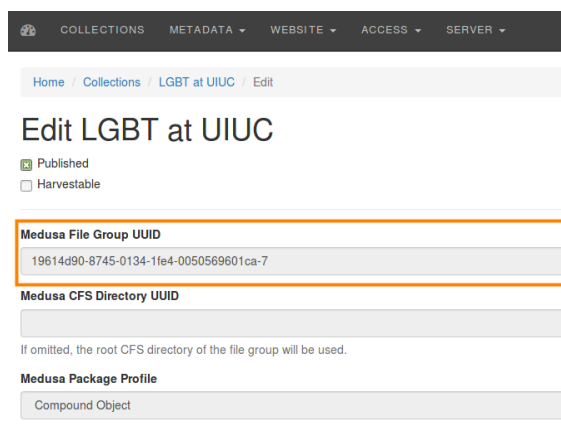 COLLECTIONS METADATA WEBSITE ACCESS SERVER
Home / Collections / LGBT at UIUC / Edit
Edit LGBT at UIUC
Published
Harvestable
Medusa File Group UUID
19614d90-8745-0134-1fe4-0050569601ca-7
Medusa CFS Directory UUID
If omitted, the root CFS directory of the file group will be used.
Medusa Package Profile
Compound Object